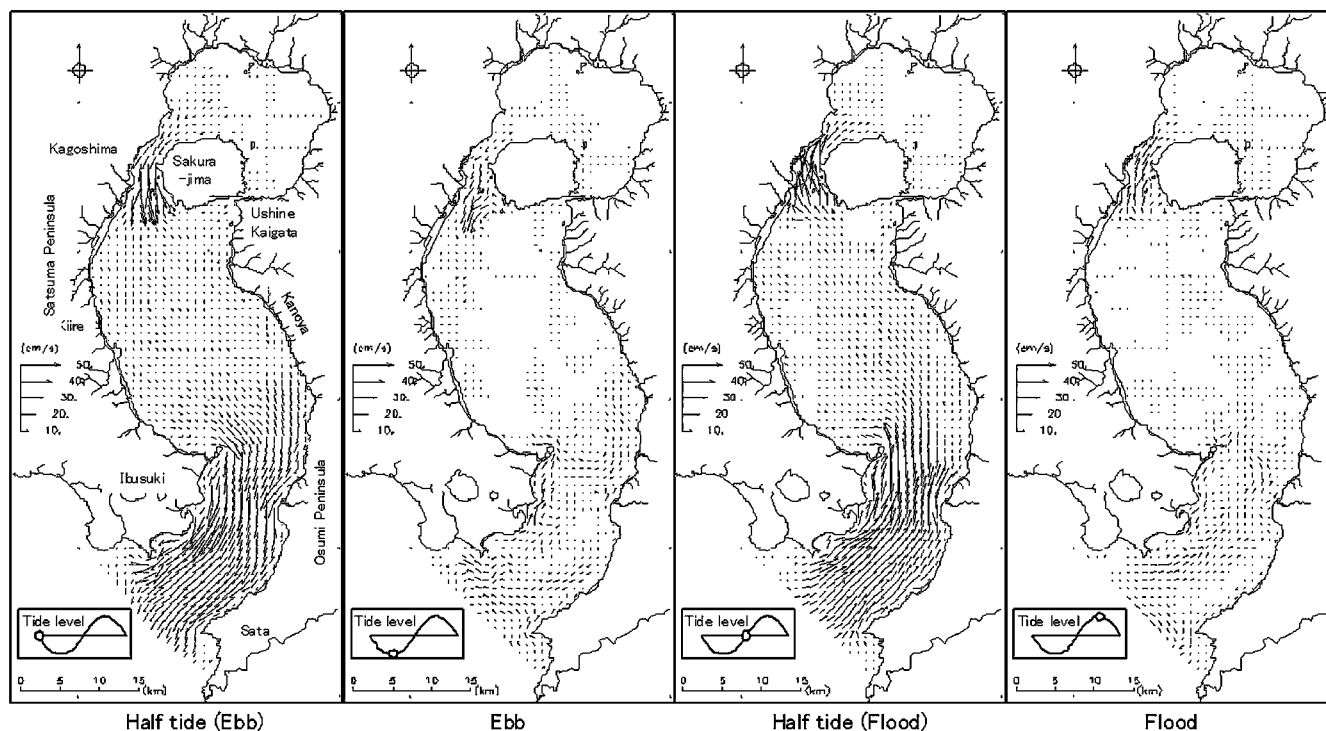 Kagoshima
Sakura
-jima
Satsuma Peninsula
Ushine
Kaigata
Kanoya
Kiire
(cm/s)
50.
40.
30.
20.
10.
Ibusuki
Osumi Peninsula
Tide level
Sata
0 5 10 15
(km)
Half tide (Ebb)
(cm/s)
50.
40.
30.
20.
10.
Tide level
0 5 10 15
(km)
Ebb
(cm/s)
50.
40.
30.
20
10.
Tide level
0 5 10 15
(km)
Half tide (Flood)
(cm/s)
50.
40.
30.
20.
10.
Tide level
0 5 10 15
(km)
Flood